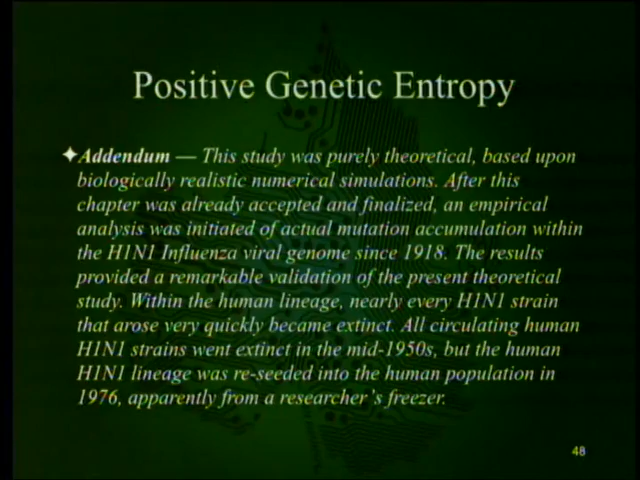 Positive Genetic Entropy
✦Addendum — This study was purely theoretical, based upon
biologically realistic numerical simulations. After this
chapter was already accepted and finalized, an empirical
analysis was initiated of actual mutation accumulation within
the H1N1 Influenza viral genome since 1918. The results
provided a remarkable validation of the present theoretical
study. Within the human lineage, nearly every H1N1 strain
that arose very quickly became extinct. All circulating human
H1N1 strains went extinct in the mid-1950s, but the human
H1N1 lineage was re-seeded into the human population in
1976, apparently from a researcher's freezer.
48